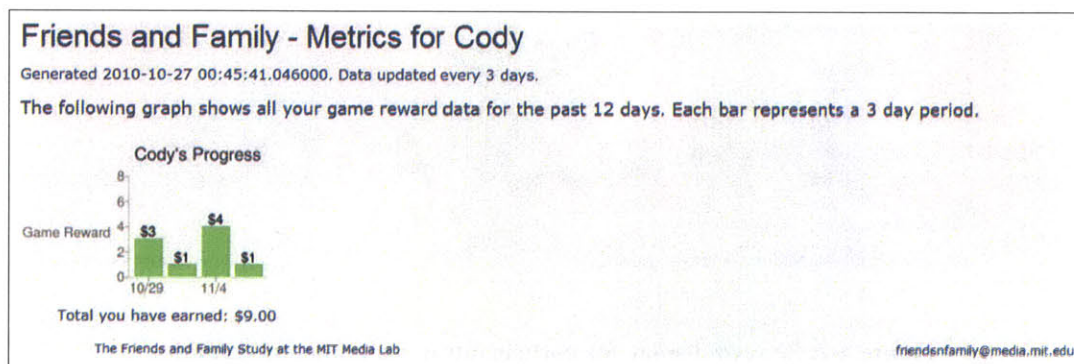 Friends and Family - Metrics for Cody
Generated 2010-10-27 00:45:41.046000. Data updated every 3 days.
The following graph shows all your game reward data for the past 12 days. Each bar represents a 3 day period.
Cody's Progress
8
6
Game Reward 4 $3 $4
2 $1 $1
0
10/29 11/4
Total you have earned: $9.00
The Friends and Family Study at the MIT Media Lab friendsnfamily@media.mit.edu